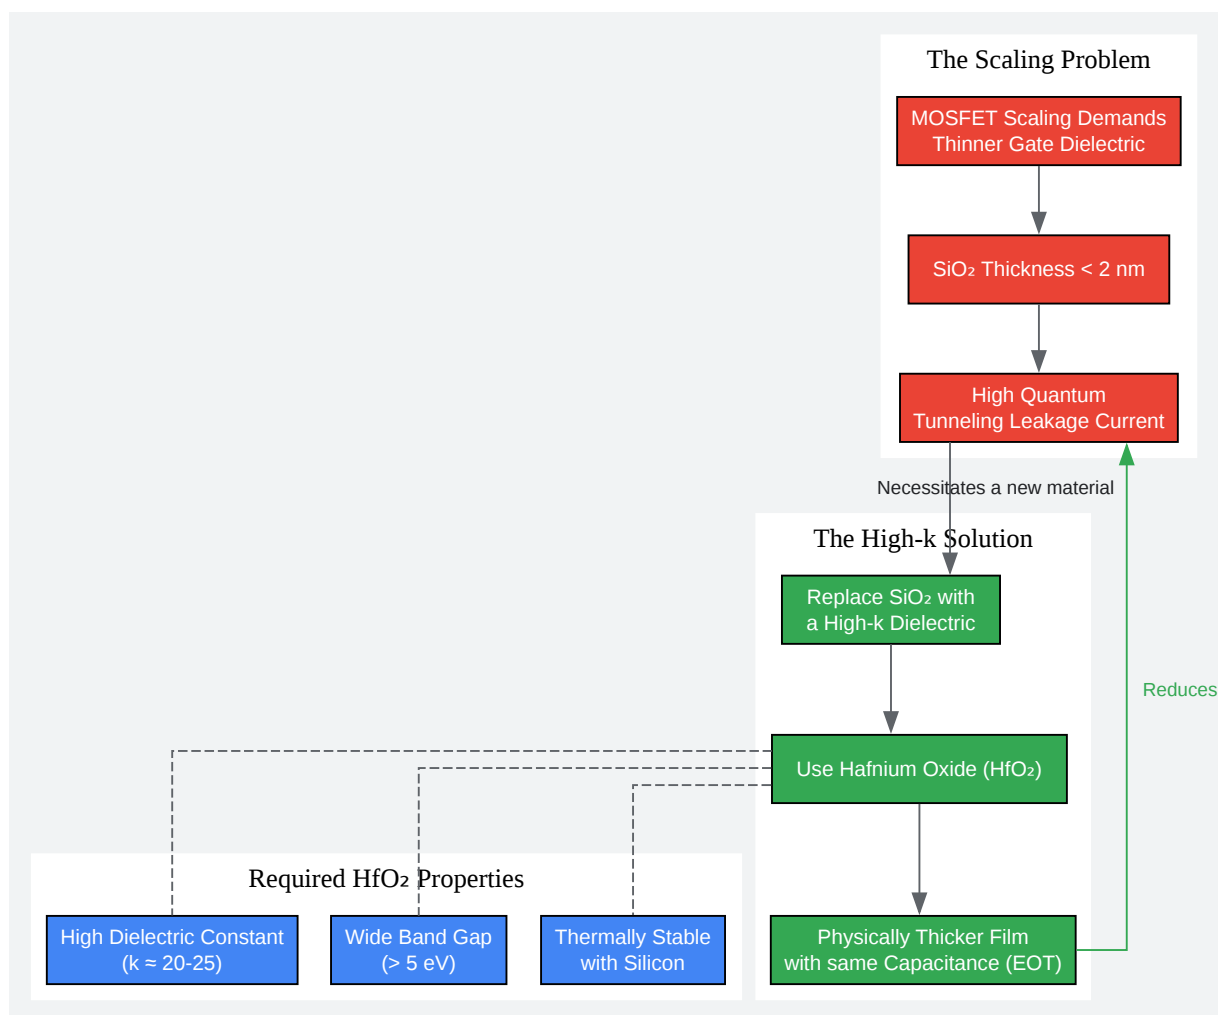 The Scaling Problem
MOSFET Scaling Demands
Thinner Gate Dielectric
SiO₂ Thickness < 2 nm
High Quantum
Tunneling Leakage Current
Necessitates a new material
The High-k Solution
Replace SiO₂ with
a High-k Dielectric
Reduces
Use Hafnium Oxide (HfO₂)
Required HfO₂ Properties
High Dielectric Constant
(k ≈ 20-25)
Wide Band Gap
(> 5 eV)
Thermally Stable
with Silicon
Physically Thicker Film
with same Capacitance (EOT)